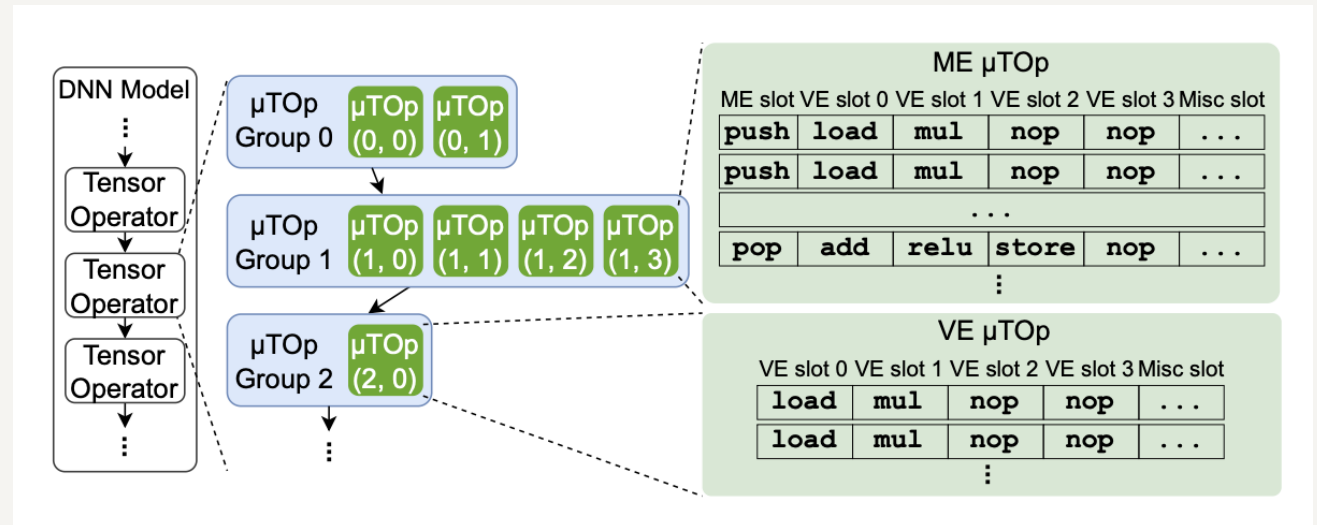 DNN Model
⋮
Tensor
Operator
Tensor
Operator
Tensor
Operator
⋮
μTOp
Group 0
μTOp
(0, 0)
μTOp
(0, 1)
μTOp
Group 1
μTOp
(1, 0)
μTOp
(1, 1)
μTOp
(1, 2)
μTOp
(1, 3)
μTOp
Group 2
μTOp
(2, 0)
⋮
ME μTOp
ME slot VE slot 0 VE slot 1 VE slot 2 VE slot 3 Misc slot
push load mul nop nop ...
push load mul nop nop ...
...
pop add relu store nop ...
⋮
VE μTOp
VE slot 0 VE slot 1 VE slot 2 VE slot 3 Misc slot
load mul nop nop ...
load mul nop nop ...
⋮